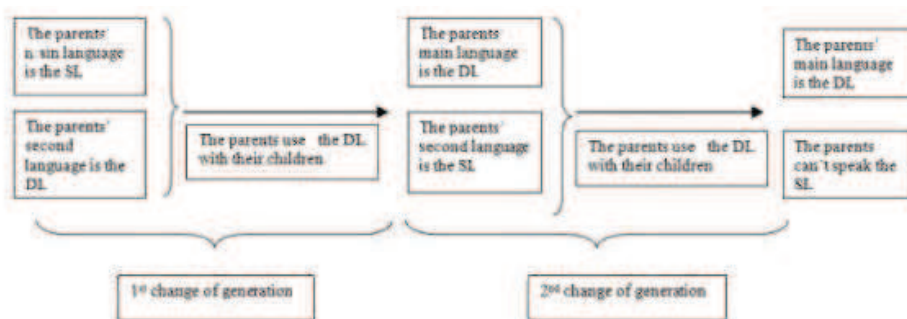 The parents'
main language
is the SL
The parents'
second
language is the
DL
The parents use the DL
with their children
The parents
main language
is the DL
The parents'
second language
is the SL
The parents use the DL
with their children
The parents'
main language
is the DL
The parents
can't speak the
SL
1st change of generation
2nd change of generation